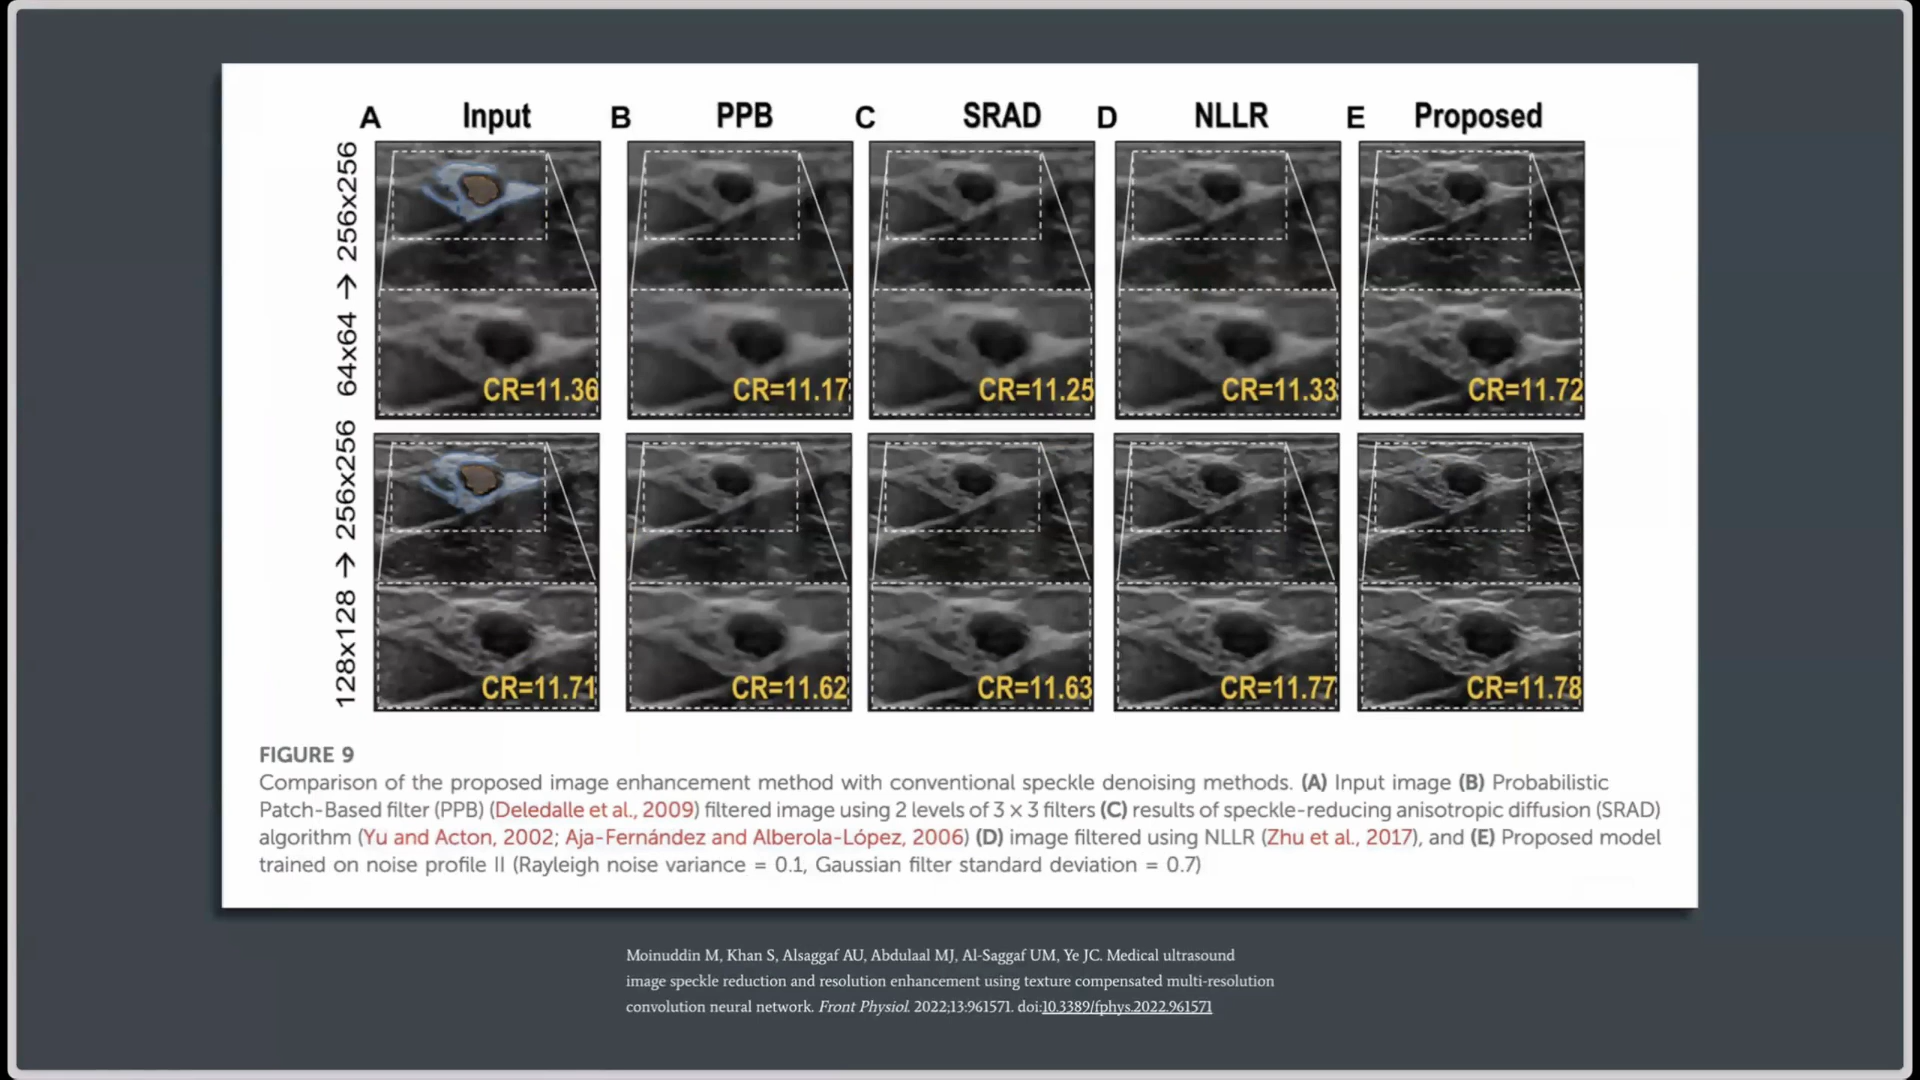 A Input B PPB C SRAD D NLLR E Proposed
64x64 → 256x256
CR=11.36 CR=11.17 CR=11.25 CR=11.33 CR=11.72
128x128 → 256x256
CR=11.71 CR=11.62 CR=11.63 CR=11.77 CR=11.78
FIGURE 9
Comparison of the proposed image enhancement method with conventional speckle denoising methods. (A) Input image (B) Probabilistic
Patch-Based filter (PPB) (Deledalle et al., 2009) filtered image using 2 levels of 3 × 3 filters (C) results of speckle-reducing anisotropic diffusion (SRAD)
algorithm (Yu and Acton, 2002; Aja-Fernández and Alberola-López, 2006) (D) image filtered using NLLR (Zhu et al., 2017), and (E) Proposed model
trained on noise profile II (Rayleigh noise variance = 0.1, Gaussian filter standard deviation = 0.7)
Moinuddin M, Khan S, Alsaggaf AU, Abdulaal MJ, Al-Saggaf UM, Ye JC. Medical ultrasound
image speckle reduction and resolution enhancement using texture compensated multi-resolution
convolution neural network. Front Physiol. 2022;13:961571. doi:10.3389/fphys.2022.961571